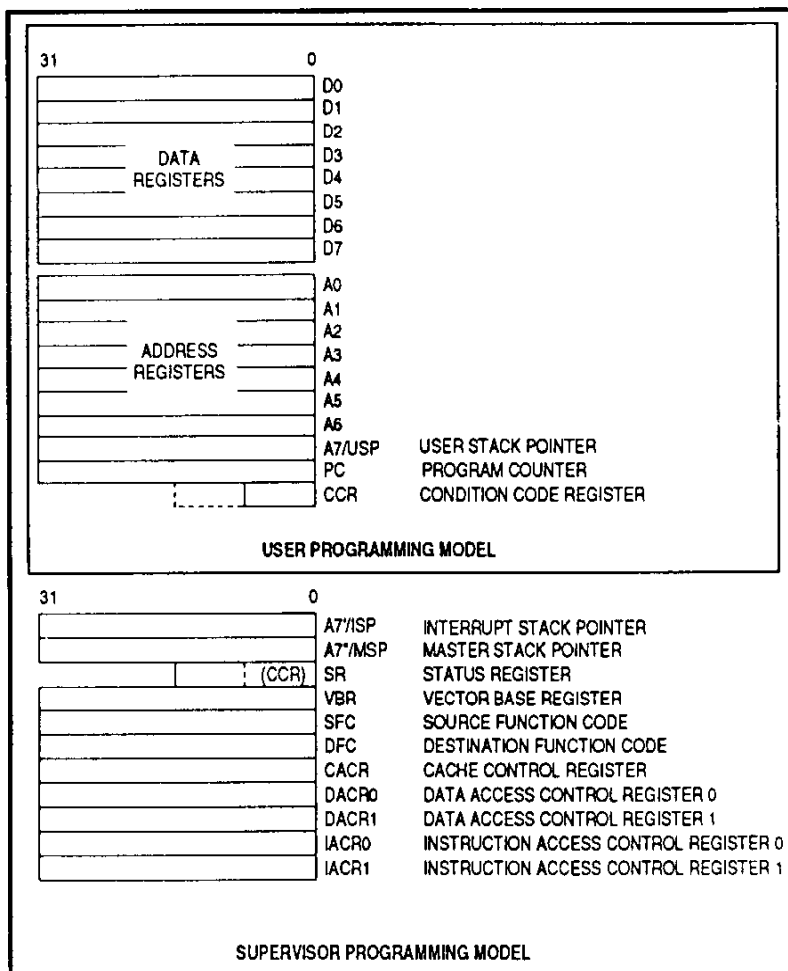 31 0
D0
D1
D2
D3
D4
D5
D6
D7
DATA
REGISTERS
A0
A1
A2
A3
A4
A5
A6
ADDRESS
REGISTERS
A7/USP USER STACK POINTER
PC PROGRAM COUNTER
CCR CONDITION CODE REGISTER
USER PROGRAMMING MODEL
31 0
A7'/ISP INTERRUPT STACK POINTER
A7"/MSP MASTER STACK POINTER
(CCR) SR STATUS REGISTER
VBR VECTOR BASE REGISTER
SFC SOURCE FUNCTION CODE
DFC DESTINATION FUNCTION CODE
CACR CACHE CONTROL REGISTER
DACR0 DATA ACCESS CONTROL REGISTER 0
DACR1 DATA ACCESS CONTROL REGISTER 1
IACR0 INSTRUCTION ACCESS CONTROL REGISTER 0
IACR1 INSTRUCTION ACCESS CONTROL REGISTER 1
SUPERVISOR PROGRAMMING MODEL